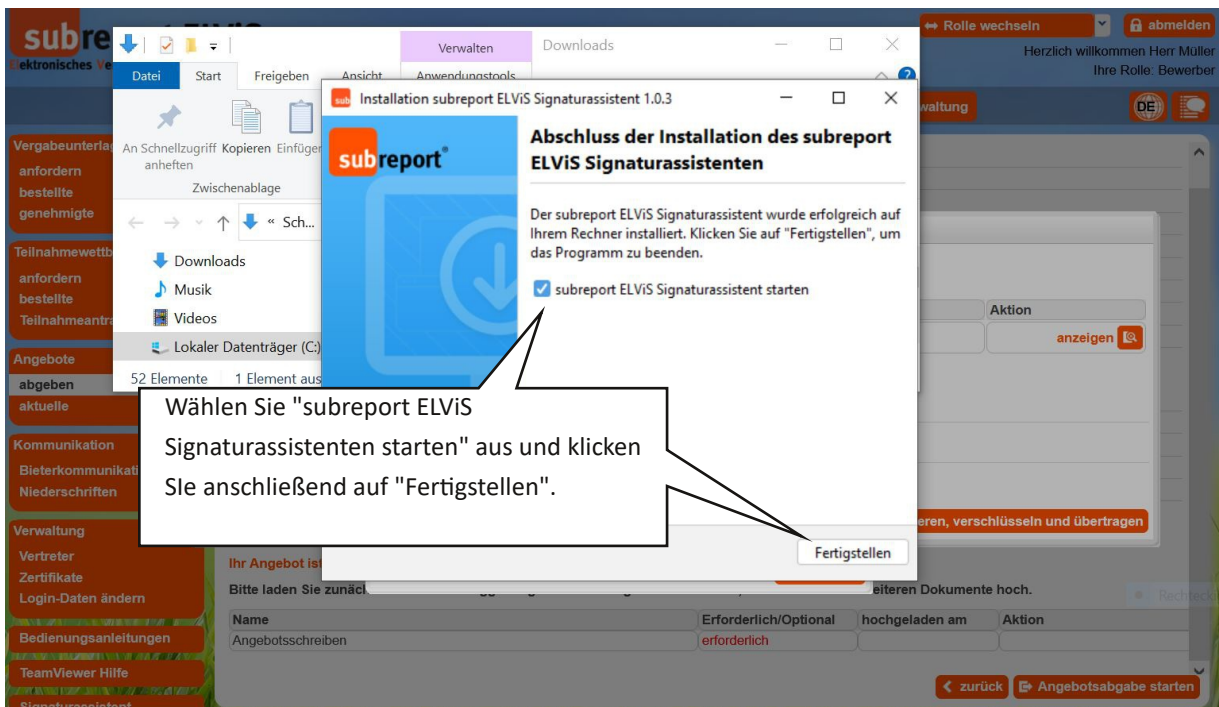 subre
Elektronisches Ve
Rolle wechseln
abmelden
Herzlich willkommen Herr Müller
Ihre Rolle: Bewerber
waltung
DE
Verwalten
Downloads
Datei
Start
Freigeben
Ansicht
Anwendungstools
An Schnellzugriff anheften
Kopieren
Einfügen
Zwischenablage
« Sch...
Downloads
Musik
Videos
Lokaler Datenträger (C:)
52 Elemente
1 Element aus
Vergabeunterlag
anfordern
bestellte
genehmigte
Teilnahmewettb
anfordern
bestellte
Teilnahmeantr
Angebote
abgeben
aktuelle
Kommunikation
Bieterkommunikati
Niederschriften
Verwaltung
Vertreter
Zertifikate
Login-Daten ändern
Bedienungsanleitungen
TeamViewer Hilfe
Signaturassistent
sub Installation subreport ELViS Signaturassistent 1.0.3
subreport®
Abschluss der Installation des subreport
ELViS Signaturassistenten
Der subreport ELViS Signaturassistent wurde erfolgreich auf
Ihrem Rechner installiert. Klicken Sie auf "Fertigstellen", um
das Programm zu beenden.
subreport ELViS Signaturassistent starten
Fertigstellen
Wählen Sie "subreport ELViS
Signaturassistenten starten" aus und klicken
SIe anschließend auf "Fertigstellen".
Aktion
anzeigen
eren, verschlüsseln und übertragen
Ihr Angebot ist
Bitte laden Sie zunäc
eiteren Dokumente hoch.
Rechteck
Name
Erforderlich/Optional
hochgeladen am
Aktion
Angebotsschreiben
erforderlich
zurück
Angebotsabgabe starten